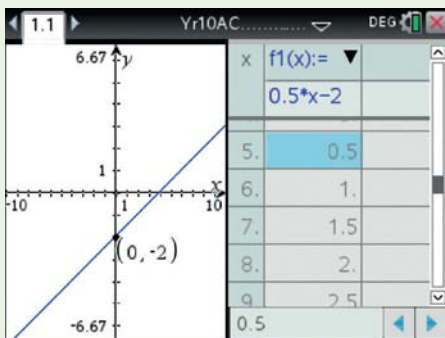 1.1 Yr10AC............ DEG
6.67 y
1
x
-10 1 10
(0, -2)
-6.67
x f1(x):=
0.5*x-2
5. 0.5
6. 1.
7. 1.5
8. 2.
9. 2.5
0.5